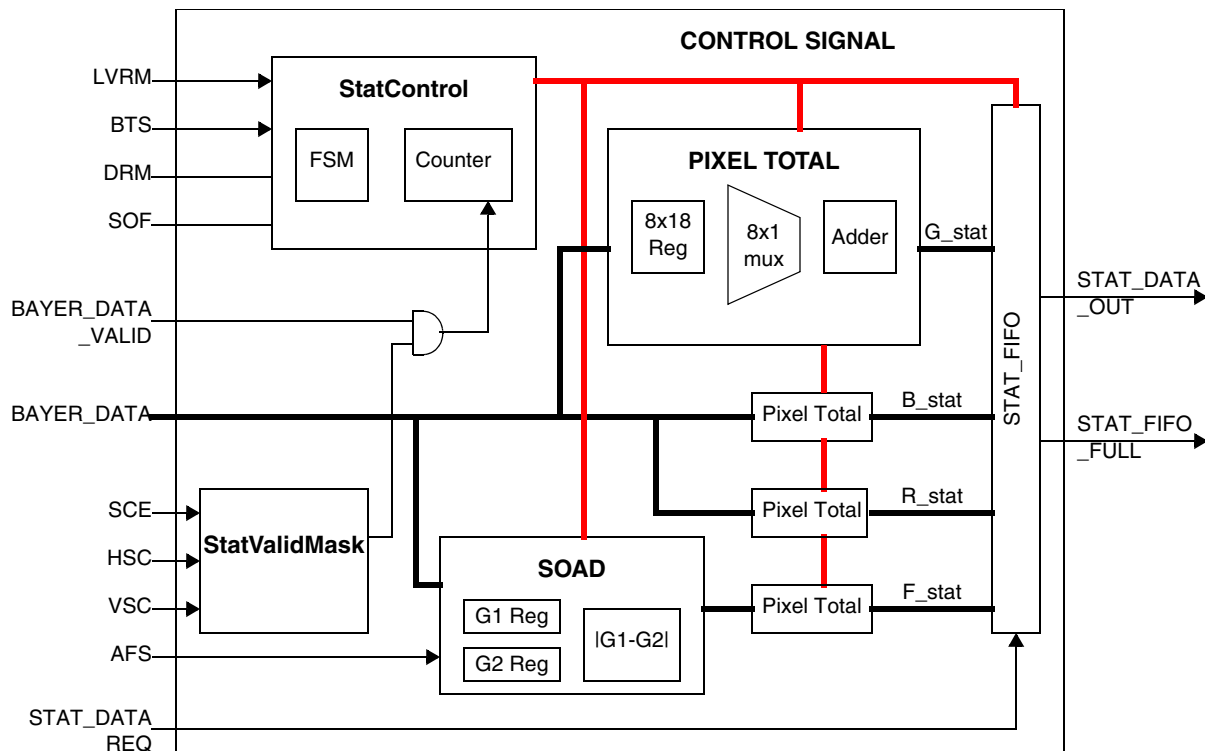 CONTROL SIGNAL
LVRM
BTS
DRM
SOF
StatControl
FSM
Counter
PIXEL TOTAL
8x18
Reg
8x1
mux
Adder
G_stat
BAYER_DATA
_VALID
STAT_DATA
_OUT
STAT_FIFO
BAYER_DATA
Pixel Total
B_stat
STAT_FIFO
_FULL
SCE
HSC
VSC
StatValidMask
Pixel Total
R_stat
SOAD
G1 Reg
G2 Reg
|G1-G2|
Pixel Total
F_stat
AFS
STAT_DATA
REQ